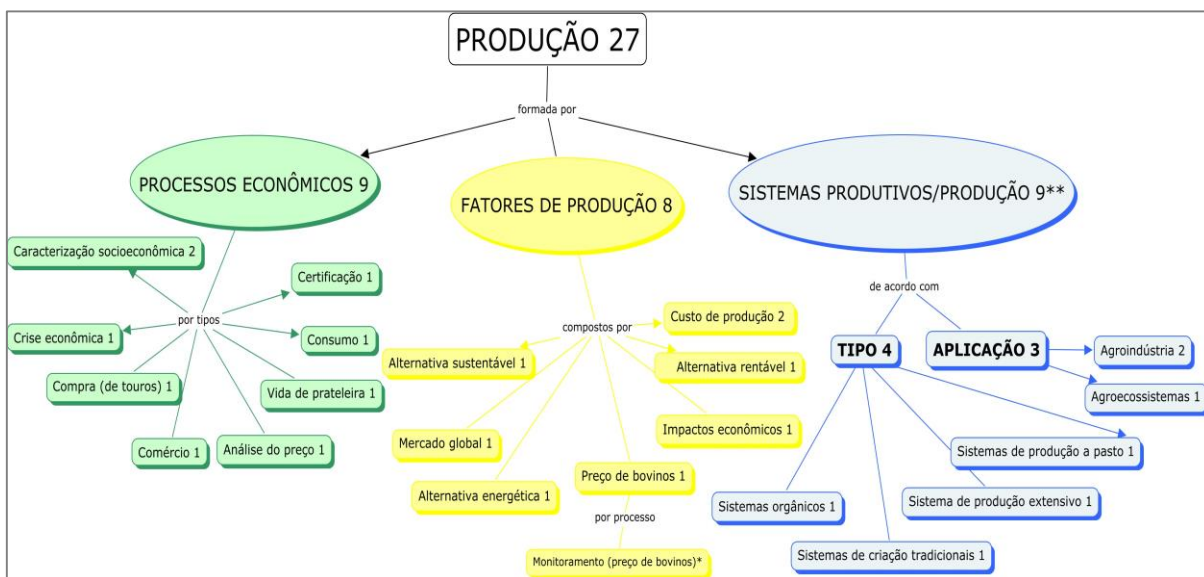 PRODUÇÃO 27
formada por
PROCESSOS ECONÔMICOS 9
Caracterização socioeconômica 2
Certificação 1
por tipos
Crise econômica 1
Consumo 1
Compra (de touros) 1
Vida de prateleira 1
Comércio 1
Análise do preço 1
FATORES DE PRODUÇÃO 8
compostos por
Custo de produção 2
Alternativa sustentável 1
Alternativa rentável 1
Mercado global 1
Impactos econômicos 1
Alternativa energética 1
Preço de bovinos 1
por processo
Monitoramento (preço de bovinos)*
SISTEMAS PRODUTIVOS/PRODUÇÃO 9**
de acordo com
TIPO 4
APLICAÇÃO 3
Agroindústria 2
Agroecossistemas 1
Sistemas de produção a pasto 1
Sistema de produção extensivo 1
Sistemas orgânicos 1
Sistemas de criação tradicionais 1